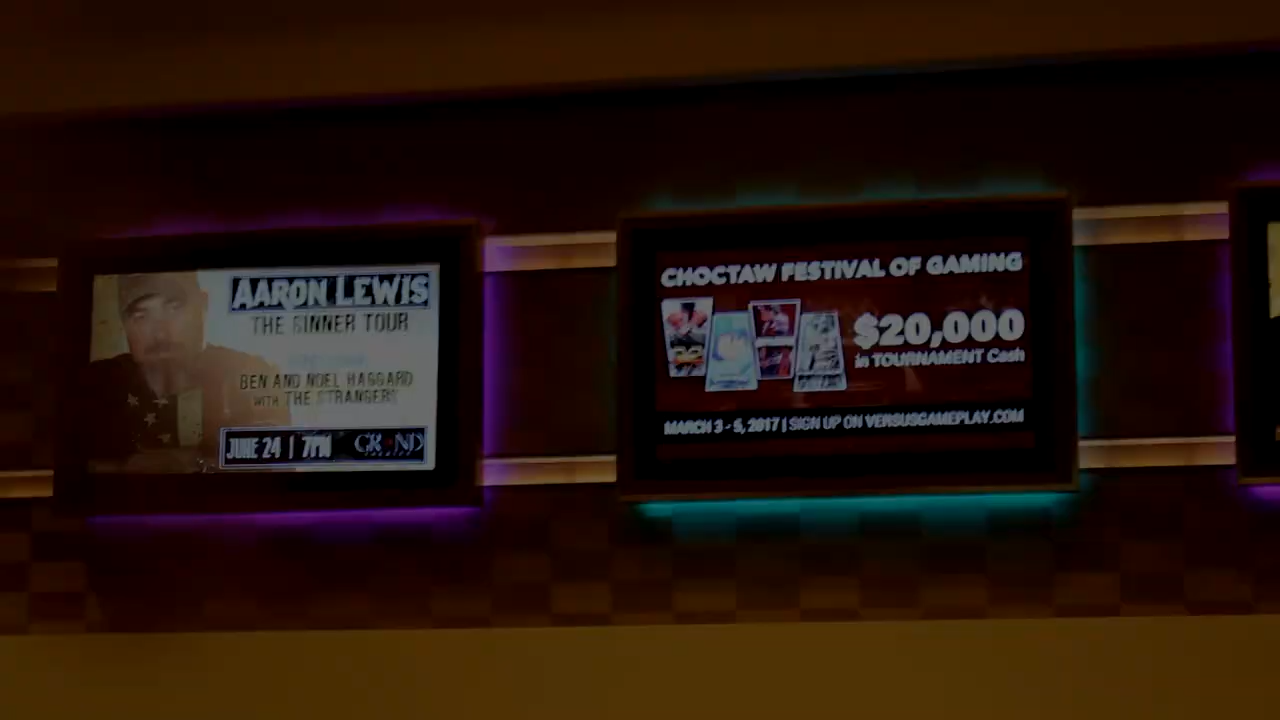 AARON LEWIS
THE SINNER TOUR
BEN AND NOEL HAGGARD
WITH THE STRANGERS
JUNE 24 | 7PM GRAND
CHOCTAW FESTIVAL OF GAMING
$20,000
in TOURNAMENT Cash
MARCH 3 - 5, 2017 | SIGN UP ON VERSUSGAMEPLAY.COM